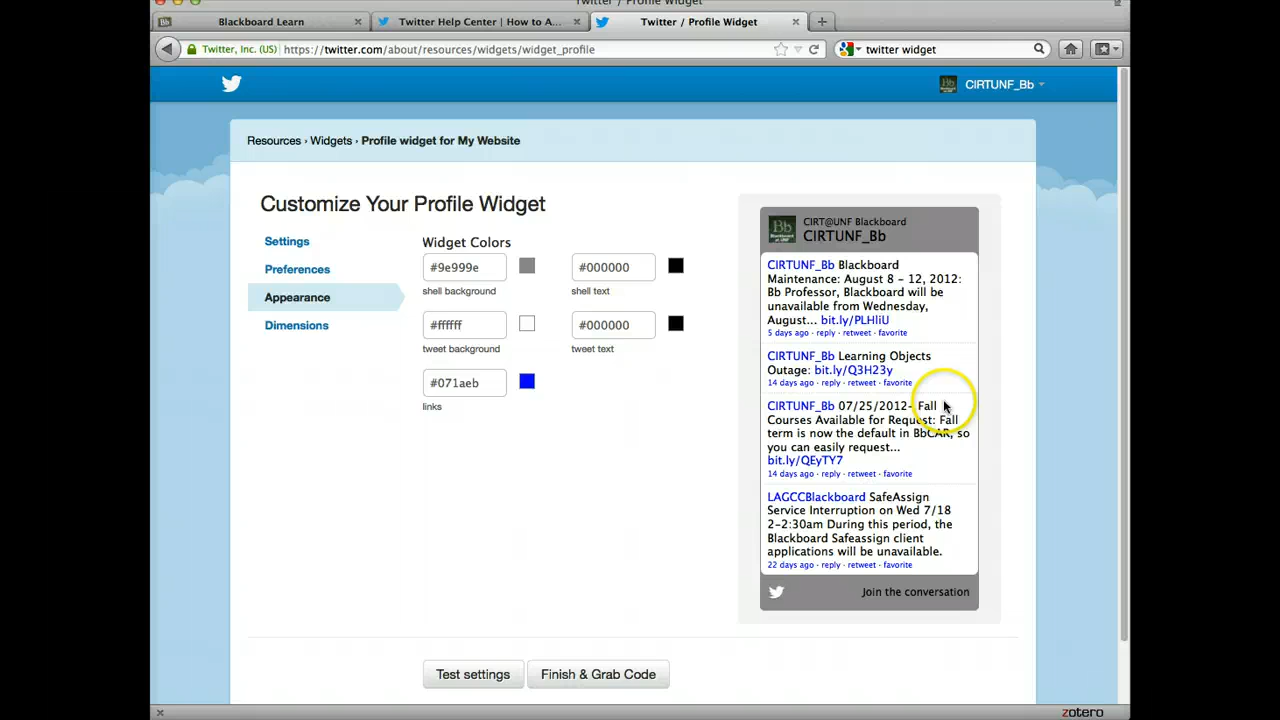 Twitter / Profile Widget
Blackboard Learn
Twitter Help Center | How to A...
Twitter / Profile Widget
Twitter, Inc. (US)
https://twitter.com/about/resources/widgets/widget_profile
twitter widget
Bb
CIRTUNF_Bb
Resources › Widgets › Profile widget for My Website
Customize Your Profile Widget
Settings
Preferences
Appearance
Dimensions
Widget Colors
#9e999e
#000000
shell background
shell text
#ffffff
#000000
tweet background
tweet text
#071aeb
links
Bb
CIRT@UNF Blackboard
CIRTUNF_Bb
CIRTUNF_Bb Blackboard
Maintenance: August 8 – 12, 2012:
Bb Professor, Blackboard will be
unavailable from Wednesday,
August... bit.ly/PLHliU
5 days ago · reply · retweet · favorite
CIRTUNF_Bb Learning Objects
Outage: bit.ly/Q3H23y
14 days ago · reply · retweet · favorite
CIRTUNF_Bb 07/25/2012– Fall
Courses Available for Request: Fall
term is now the default in BbCAR, so
you can easily request...
bit.ly/QEyTY7
14 days ago · reply · retweet · favorite
LAGCCBlackboard SafeAssign
Service Interruption on Wed 7/18
2–2:30am During this period, the
Blackboard Safeassign client
applications will be unavailable.
22 days ago · reply · retweet · favorite
Join the conversation
Test settings
Finish & Grab Code
zotero